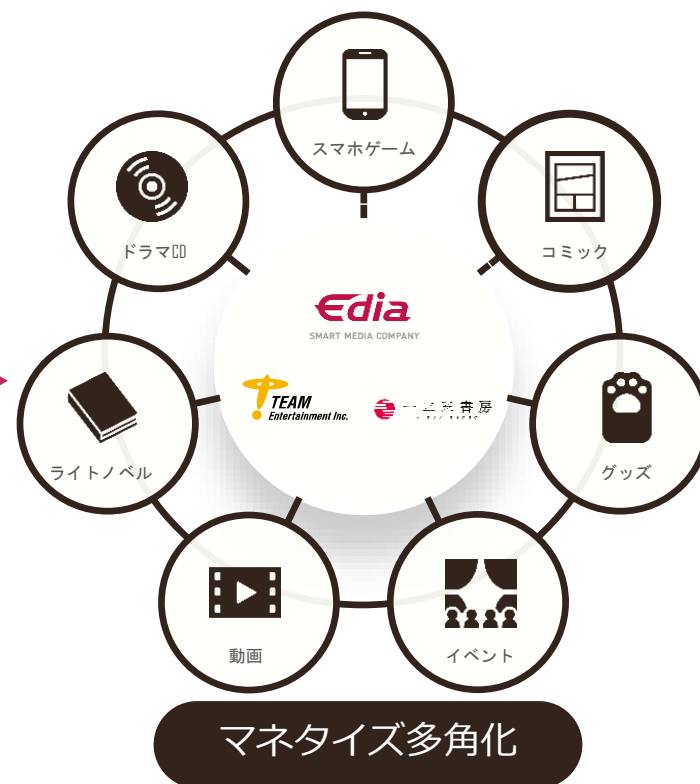 スマホゲーム
ドラマCD
コミック
Edia
SMART MEDIA COMPANY
TEAM
Entertainment Inc.
書房
ライトノベル
グッズ
動画
イベント
マネタイズ多角化